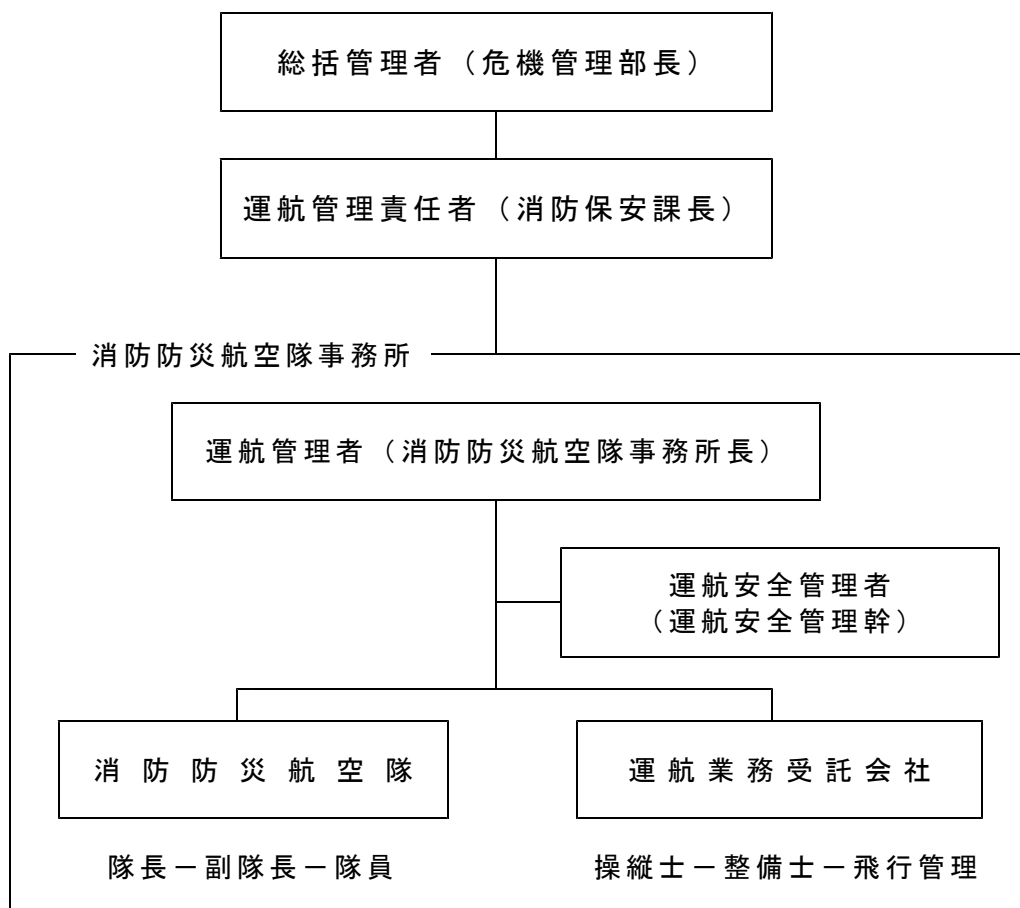 総括管理者（危機管理部長）
運航管理責任者（消防保安課長）
消防防災航空隊事務所
運航管理者（消防防災航空隊事務所長）
運航安全管理者
（運航安全管理幹）
消防防災航空隊
運航業務受託会社
隊長－副隊長－隊員
操縦士－整備士－飛行管理